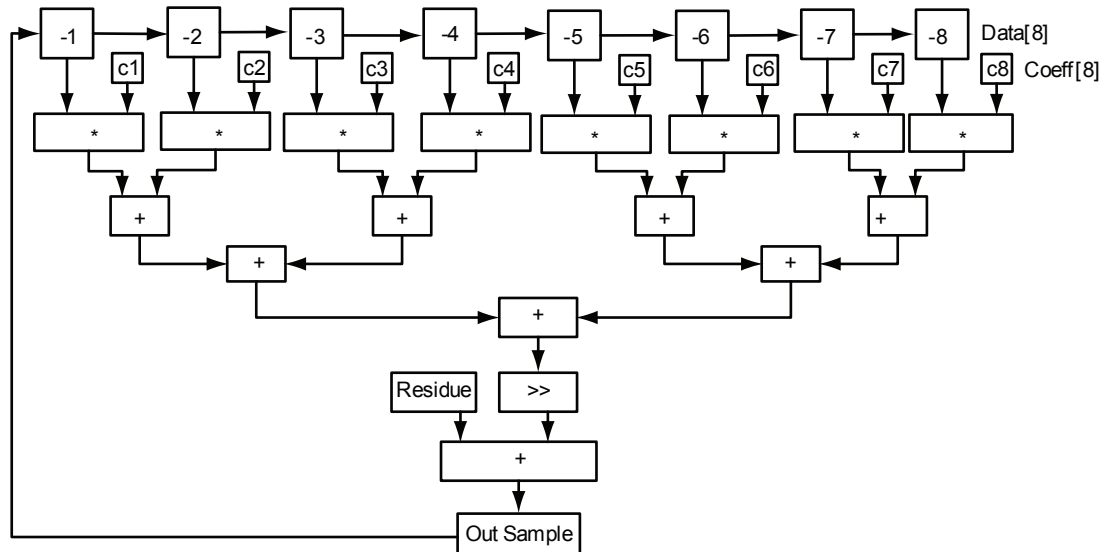 -1 -2 -3 -4 -5 -6 -7 -8 Data[8]
c1 c2 c3 c4 c5 c6 c7 c8 Coeff[8]
* * * * * * * *
+ + + +
+ +
+
Residue >>
+
Out Sample